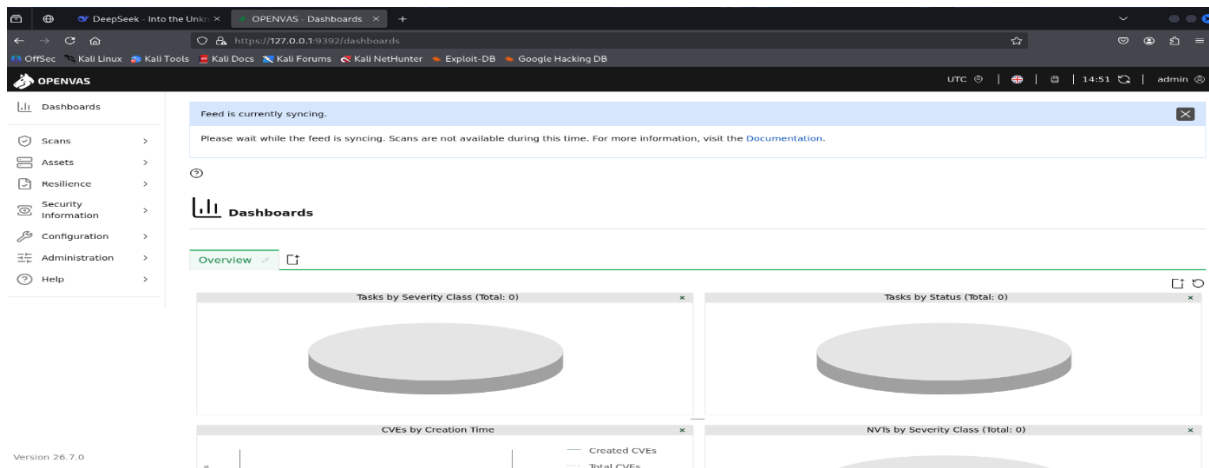 DeepSeek - Into the Unkn
OPENVAS - Dashboards
https://127.0.0.1:9392/dashboards
OffSec Kali Linux Kali Tools Kali Docs Kali Forums Kali NetHunter Exploit-DB Google Hacking DB
OPENVAS
UTC
14:51
admin
Dashboards
Scans
Assets
Resilience
Security
Information
Configuration
Administration
Help
Version 26.7.0
Feed is currently syncing.
Please wait while the feed is syncing. Scans are not available during this time. For more information, visit the Documentation.
Dashboards
Overview
Tasks by Severity Class (Total: 0)
Tasks by Status (Total: 0)
CVEs by Creation Time
Created CVEs
Total CVEs
NVTs by Severity Class (Total: 0)